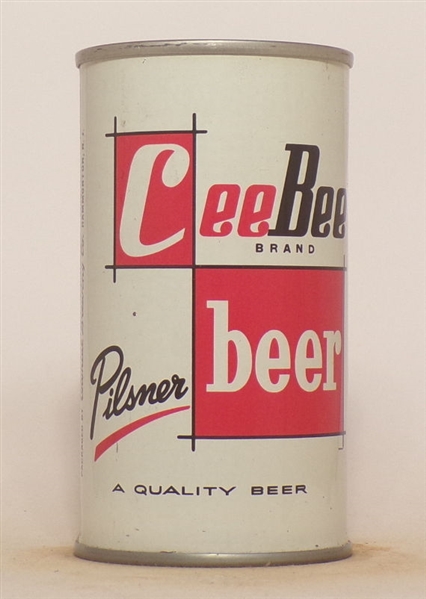 CeeBee
BRAND
beer
Pilsner
A QUALITY BEER